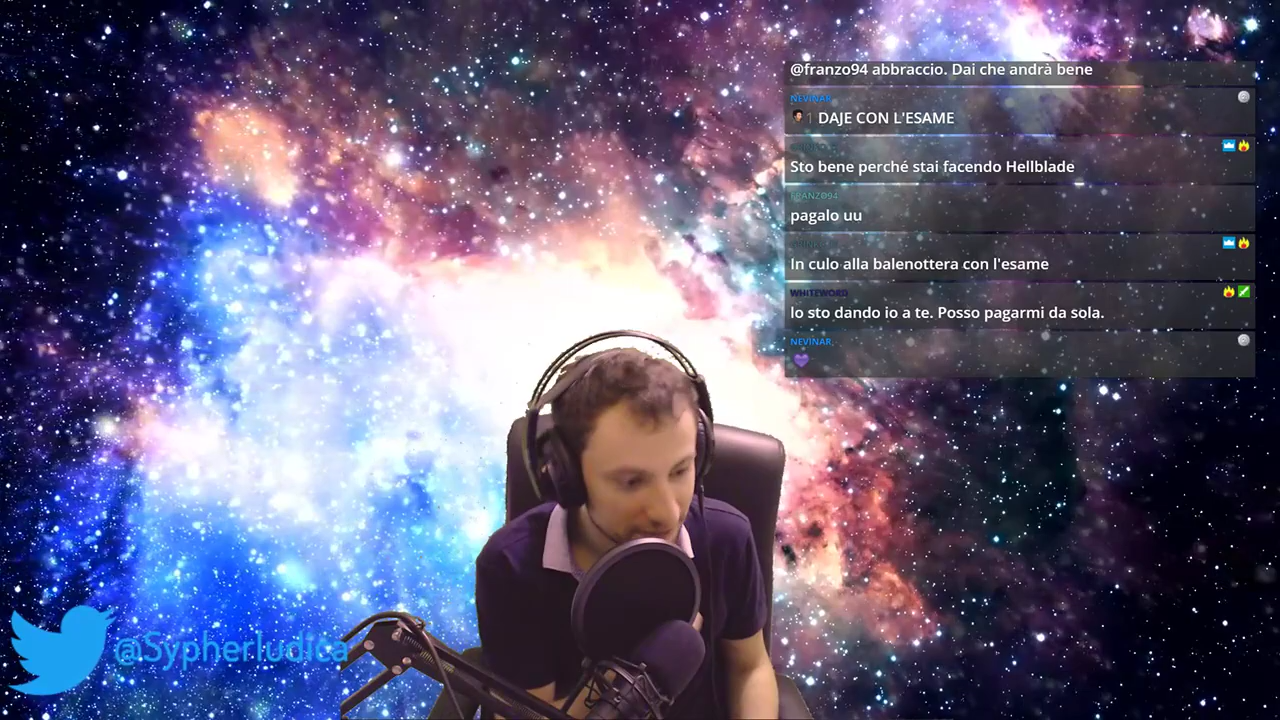 @franzo94 abbraccio. Dai che andrà bene
NEVINAR
DAJE CON L'ESAME
Sto bene perché stai facendo Hellblade
FRANZO94
pagalo uu
In culo alla balenottera con l'esame
WHITEWORD
Io sto dando io a te. Posso pagarmi da sola.
NEVINAR
@Sypherludica